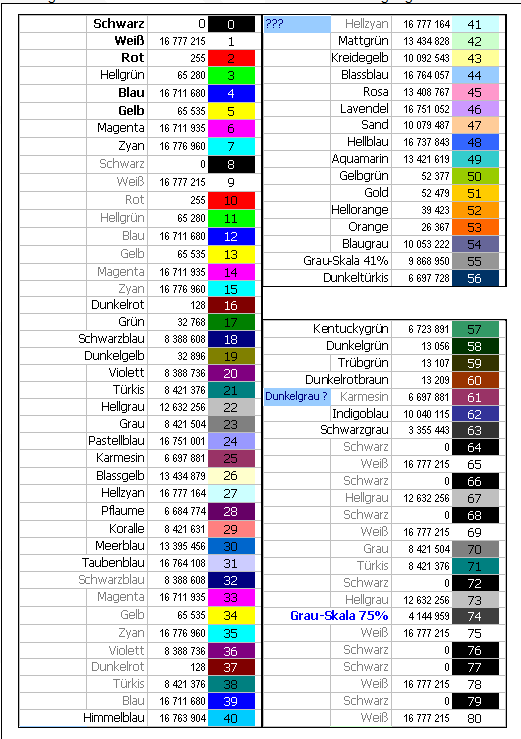 Schwarz 0 0
Weiß 16 777 215 1
Rot 255 2
Hellgrün 65 280 3
Blau 16 711 680 4
Gelb 65 535 5
Magenta 16 711 935 6
Zyan 16 776 960 7
Schwarz 0 8
Weiß 16 777 215 9
Rot 255 10
Hellgrün 65 280 11
Blau 16 711 680 12
Gelb 65 535 13
Magenta 16 711 935 14
Zyan 16 776 960 15
Dunkelrot 128 16
Grün 32 768 17
Schwarzblau 8 388 608 18
Dunkelgelb 32 896 19
Violett 8 388 736 20
Türkis 8 421 376 21
Hellgrau 12 632 256 22
Grau 8 421 504 23
Pastellblau 16 751 001 24
Karmesin 6 697 881 25
Blassgelb 13 434 879 26
Hellzyan 16 777 164 27
Pflaume 6 684 774 28
Koralle 8 421 631 29
Meerblau 13 395 456 30
Taubenblau 16 764 108 31
Schwarzblau 8 388 608 32
Magenta 16 711 935 33
Gelb 65 535 34
Zyan 16 776 960 35
Violett 8 388 736 36
Dunkelrot 128 37
Türkis 8 421 376 38
Blau 16 711 680 39
Himmelblau 16 763 904 40
??? Hellzyan 16 777 164 41
Mattgrün 13 434 828 42
Kreidegelb 10 092 543 43
Blassblau 16 764 057 44
Rosa 13 408 767 45
Lavendel 16 751 052 46
Sand 10 079 487 47
Hellblau 16 737 843 48
Aquamarin 13 421 619 49
Gelbgrün 52 377 50
Gold 52 479 51
Hellorange 39 423 52
Orange 26 367 53
Blaugrau 10 053 222 54
Grau-Skala 41% 9 868 950 55
Dunkeltürkis 6 697 728 56
Kentuckygrün 6 723 891 57
Dunkelgrün 13 056 58
Trübgrün 13 107 59
Dunkelrotbraun 13 209 60
Dunkelgrau ? Karmesin 6 697 881 61
Indigoblau 10 040 115 62
Schwarzgrau 3 355 443 63
Schwarz 0 64
Weiß 16 777 215 65
Schwarz 0 66
Hellgrau 12 632 256 67
Schwarz 0 68
Weiß 16 777 215 69
Grau 8 421 504 70
Türkis 8 421 376 71
Schwarz 0 72
Hellgrau 12 632 256 73
Grau-Skala 75% 4 144 959 74
Weiß 16 777 215 75
Schwarz 0 76
Schwarz 0 77
Weiß 16 777 215 78
Schwarz 0 79
Weiß 16 777 215 80